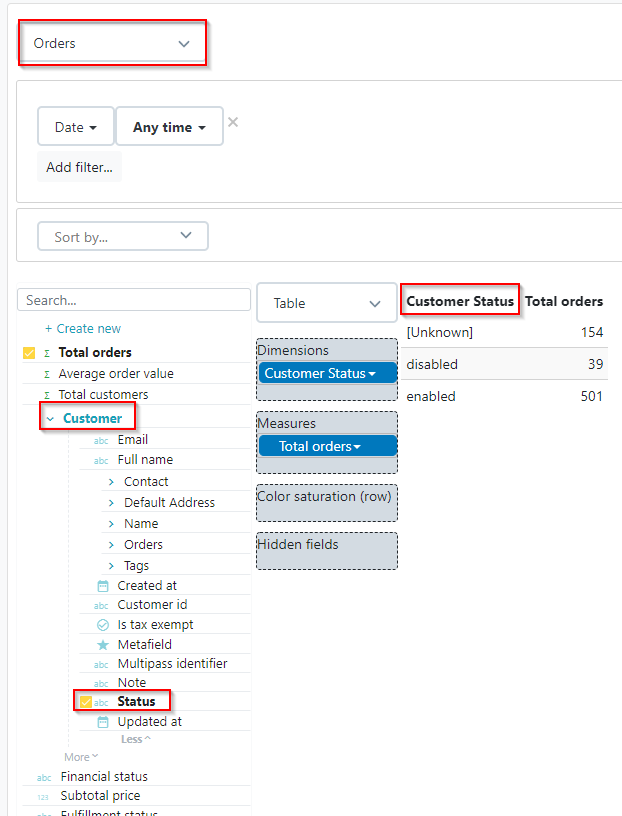 Orders
Date
Any time
×
Add filter...
Sort by...
Search...
+ Create new
Σ Total orders
Σ Average order value
Σ Total customers
Customer
abc Email
abc Full name
Contact
Default Address
Name
Orders
Tags
Created at
abc Customer id
Is tax exempt
Metafield
abc Multipass identifier
abc Note
abc Status
Updated at
Less
More
abc Financial status
123 Subtotal price
abc Fulfillment status
Table
Dimensions
Customer Status
Measures
Total orders
Color saturation (row)
Hidden fields
Customer Status Total orders
[Unknown] 154
disabled 39
enabled 501